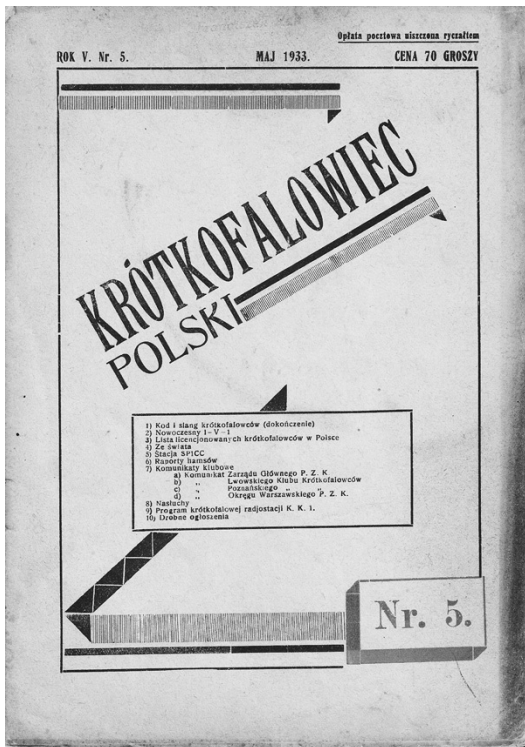 Opłata pocztowa uiszczona ryczałtem
ROK V. Nr. 5. MAJ 1933. CENA 70 GROSZY
KRÓTKOFALOWIEC
POLSKI
1) Kod i slang krótkofalowców (dokończenie)
2) Nowoczesny 1-V-1
3) Lista licencjonowanych krótkofalowców w Polsce
4) Ze świata
5) Stacja SP1CC
6) Raporty hamsów
7) Komunikaty klubowe
a) Komunikat Zarządu Głównego P. Z. K
b) „ Lwowskiego Klubu Krótkofalowców
c) „ Poznańskiego „ „
d) „ Okręgu Warszawskiego P. Z. K.
8) Nasłuchy
9) Program krótkofalowej radjostacji K. K. 1.
10) Drobne ogłoszenia
Nr. 5.